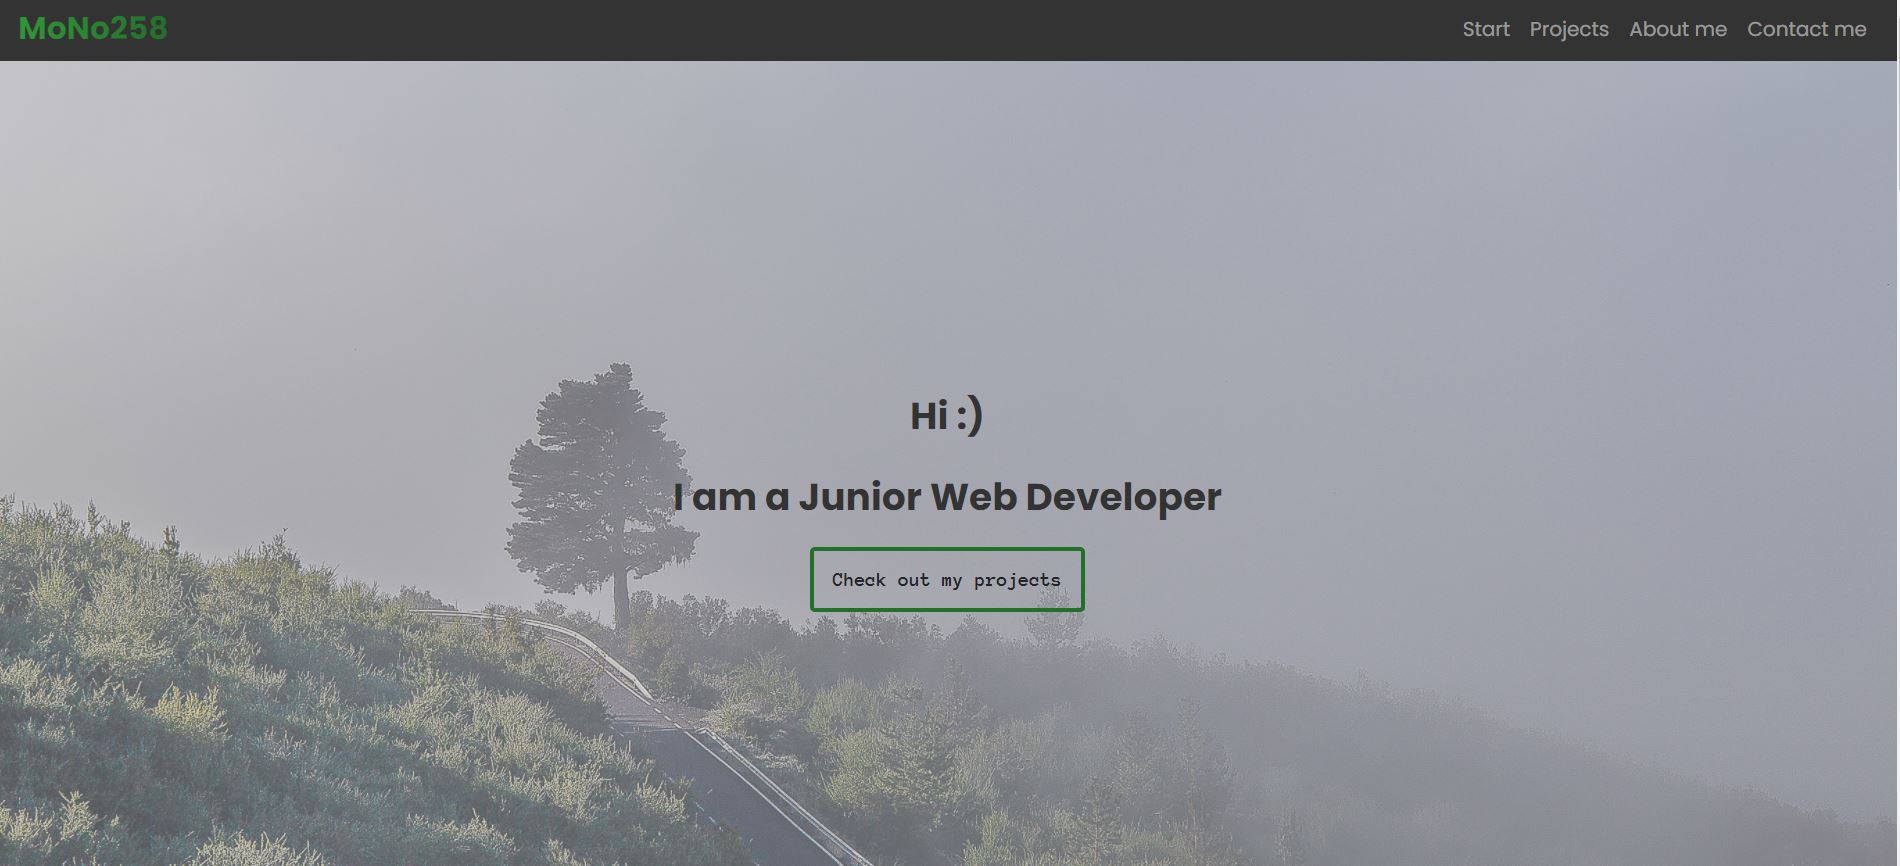 MoNo258
Start Projects About me Contact me
Hi :)
I am a Junior Web Developer
Check out my projects